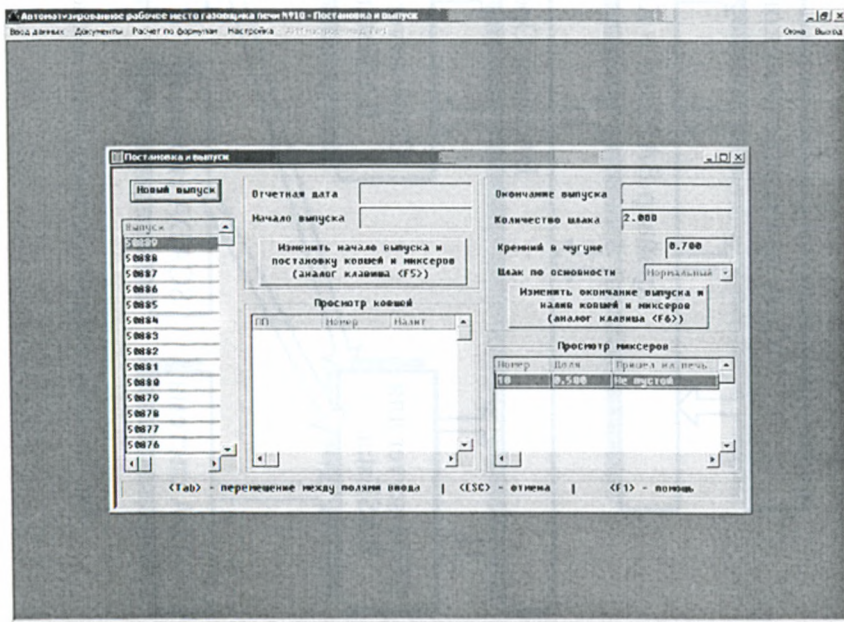 Автоматизированное рабочее место газовщика печи №10 - Постановка и выпуск
Ввод данных Документы Расчет по формулам Настройка
Окна Выход
Постановка и выпуск
Новый выпуск
Выпуск
50889
50888
50887
50886
50885
50884
50883
50882
50881
50880
50879
50878
50877
50876
Отчетная дата
Начало выпуска
Изменить начало выпуска и
постановку ковшей и миксеров
(аналог клавиша <F5>)
Просмотр ковшей
ПП Номер Налит
Окончание выпуска
Количество шлака 2.000
Кремний в чугуне 0.700
Шлак по основности Нормальный
Изменить окончание выпуска и
налив ковшей и миксеров
(аналог клавиша <F6>)
Просмотр миксеров
Номер Доля Пришел на печь
10 0.500 Не пустой
<Tab> - перемещение между полями ввода | <ESC> - отмена | <F1> - помощь